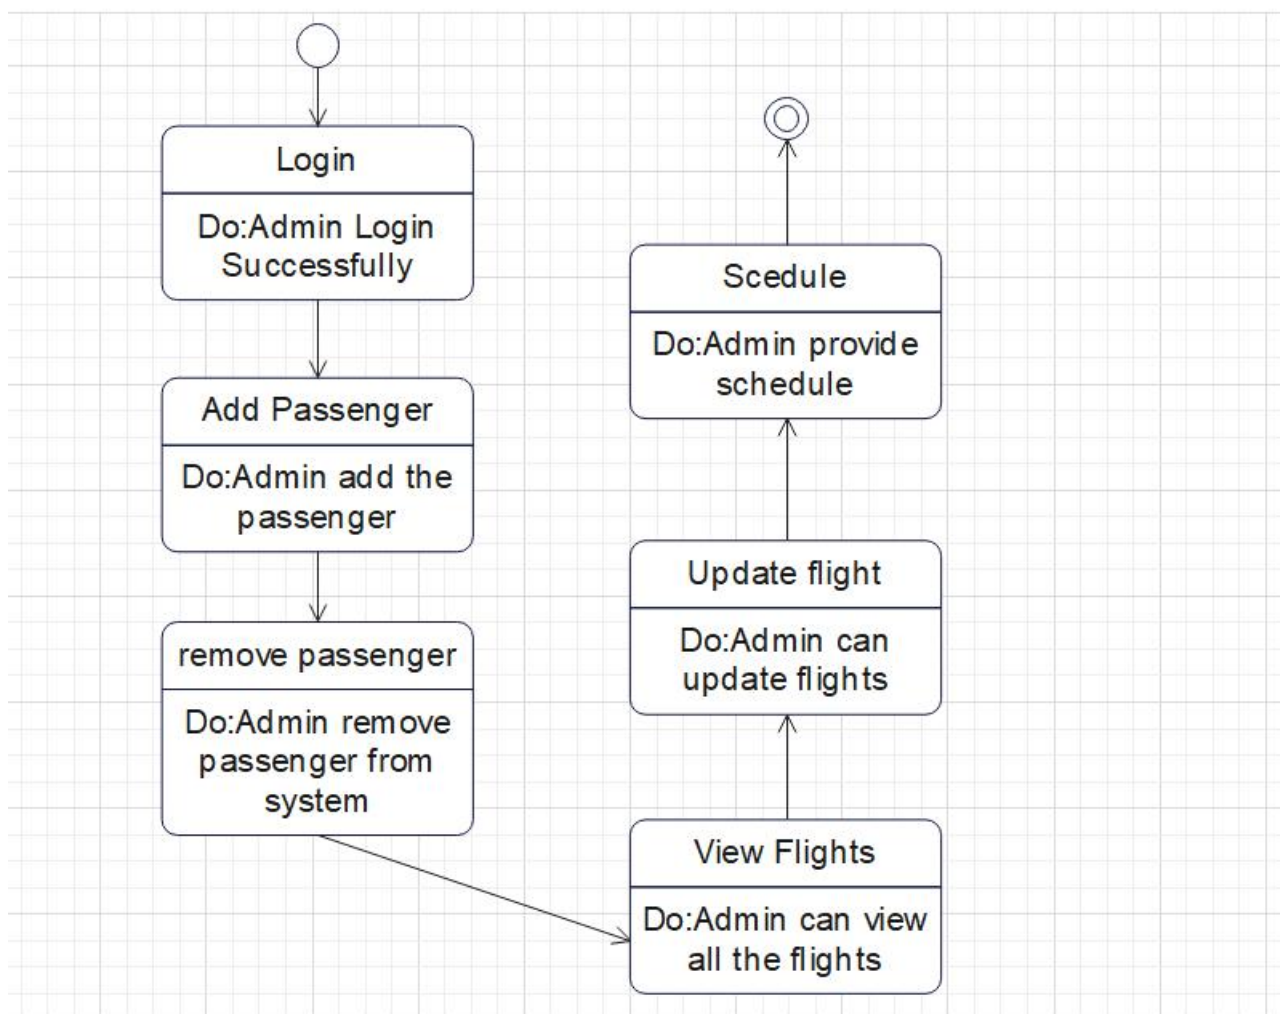 Login
Do:Admin Login
Successfully
Add Passenger
Do:Admin add the
passenger
remove passenger
Do:Admin remove
passenger from
system
View Flights
Do:Admin can view
all the flights
Update flight
Do:Admin can
update flights
Scedule
Do:Admin provide
schedule